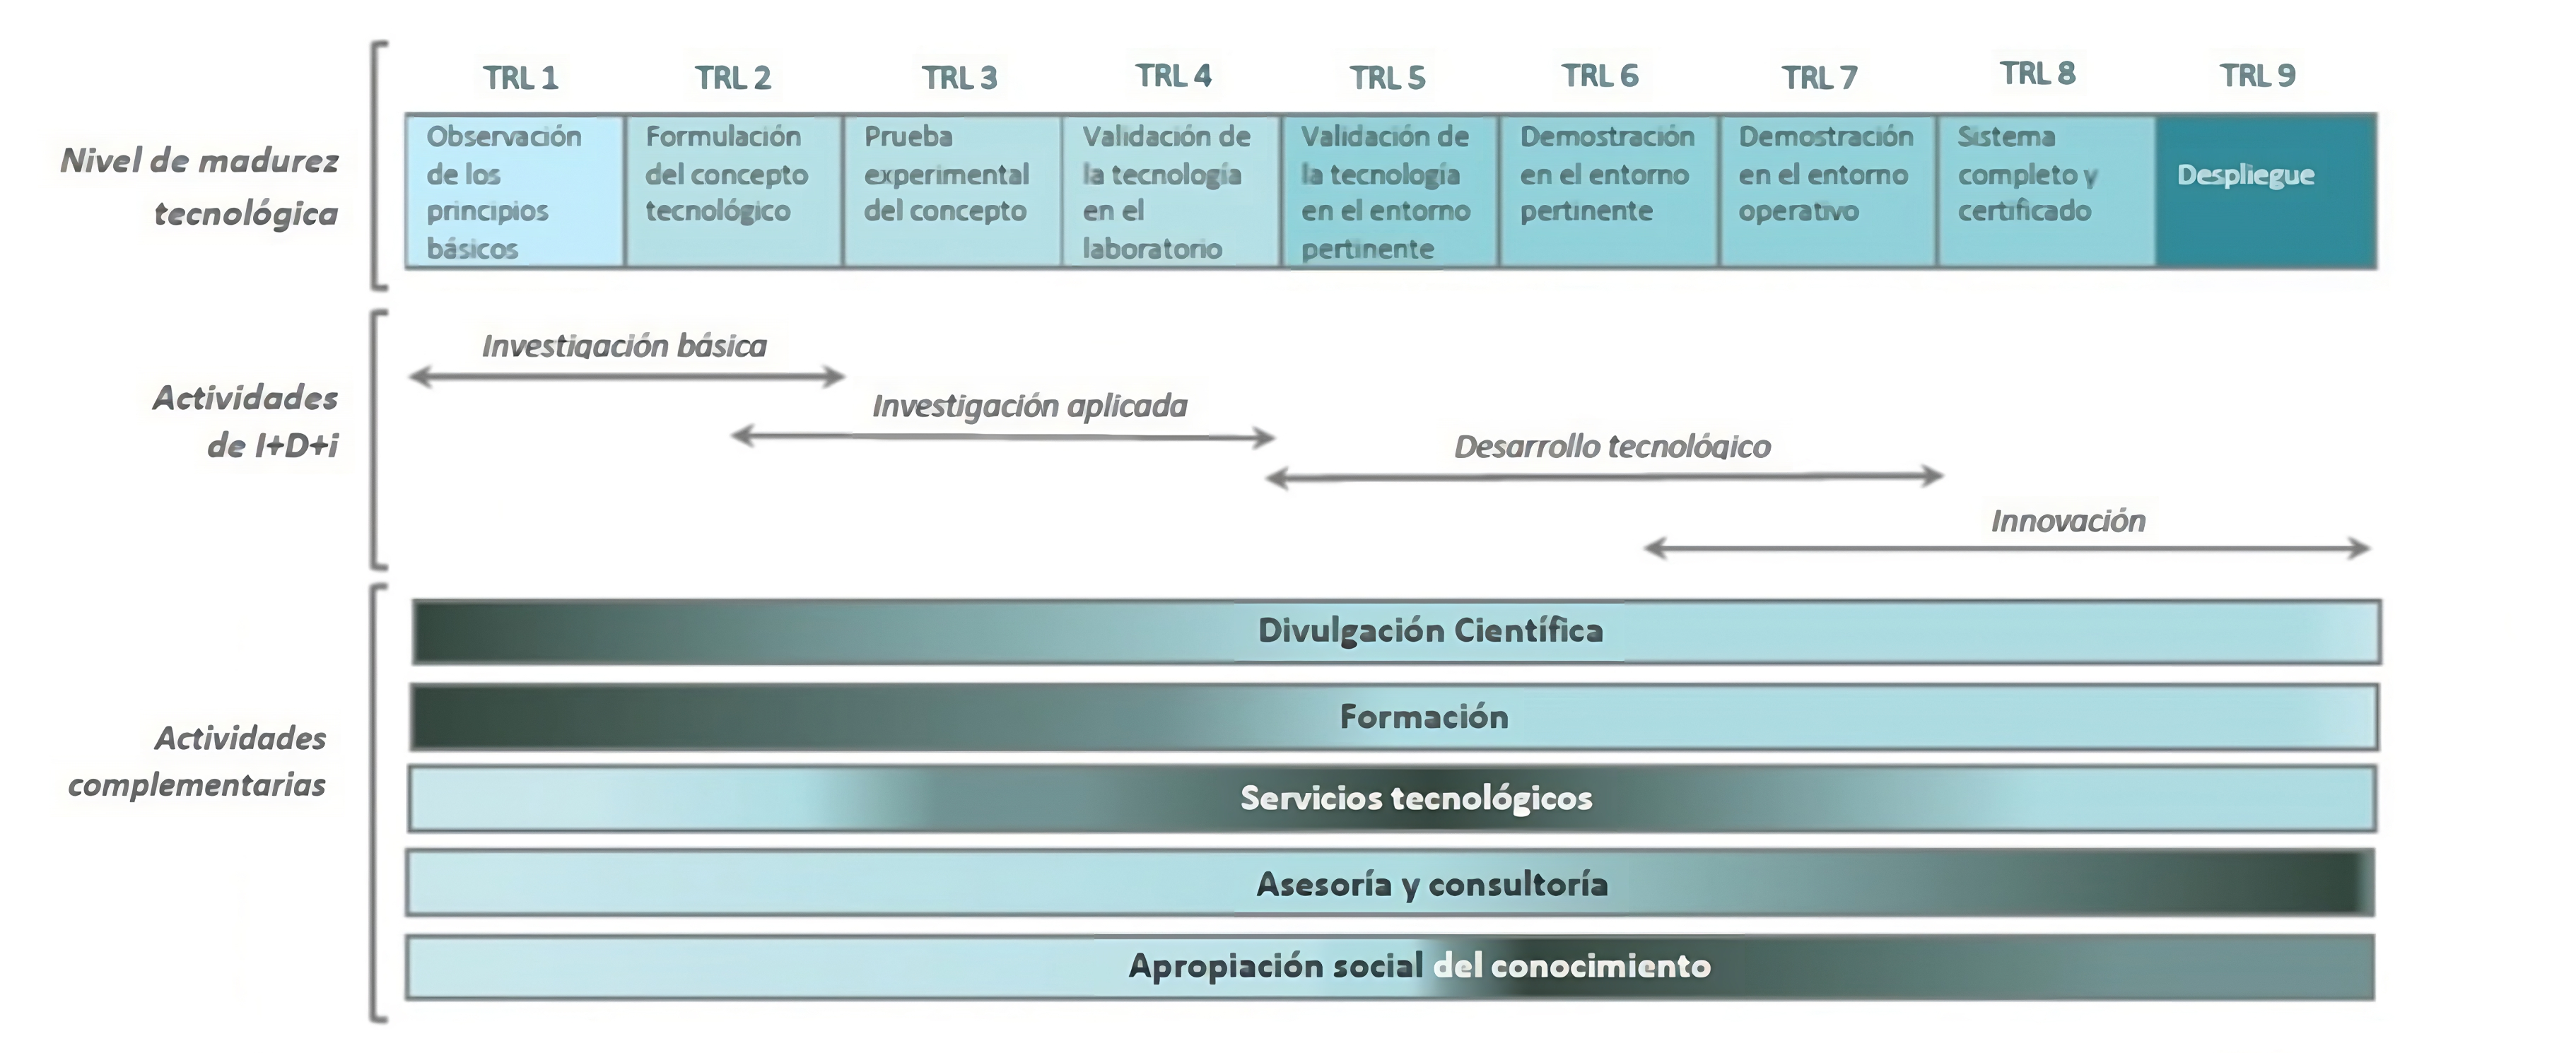 TRL 1
TRL 2
TRL 3
TRL 4
TRL 5
TRL 6
TRL 7
TRL 8
TRL 9
Nivel de madurez
tecnológica
Observación
de los
principios
básicos
Formulación
del concepto
tecnológico
Prueba
experimental
del concepto
Validación de
la tecnología
en el
laboratorio
Validación de
la tecnología
en el entorno
pertinente
Demostración
en el entorno
pertinente
Demostración
en el entorno
operativo
Sistema
completo y
certificado
Despliegue
Actividades
de I+D+i
Investigación básica
Investigación aplicada
Desarrollo tecnológico
Innovación
Actividades
complementarias
Divulgación Científica
Formación
Servicios tecnológicos
Asesoría y consultoría
Apropiación social del conocimiento